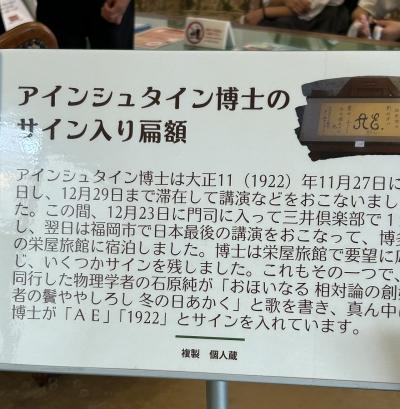 アインシュタイン博士の
サイン入り扁額
アインシュタイン博士は大正11（1922）年11月27日に
日し、12月29日まで滞在して講演などをおこないまし
た。この間、12月23日に門司に入って三井倶楽部で１
し、翌日は福岡市で日本最後の講演をおこなって、博多
の栄屋旅館に宿泊しました。博士は栄屋旅館で要望に応
じ、いくつかサインを残しました。これもその一つで、
同行した物理学者の石原純が「おほいなる 相対論の創
者の鬢ややしろし 冬の日あかく」と歌を書き、真ん中
博士が「ＡＥ」「1922」とサインを入れています。
複製　個人蔵